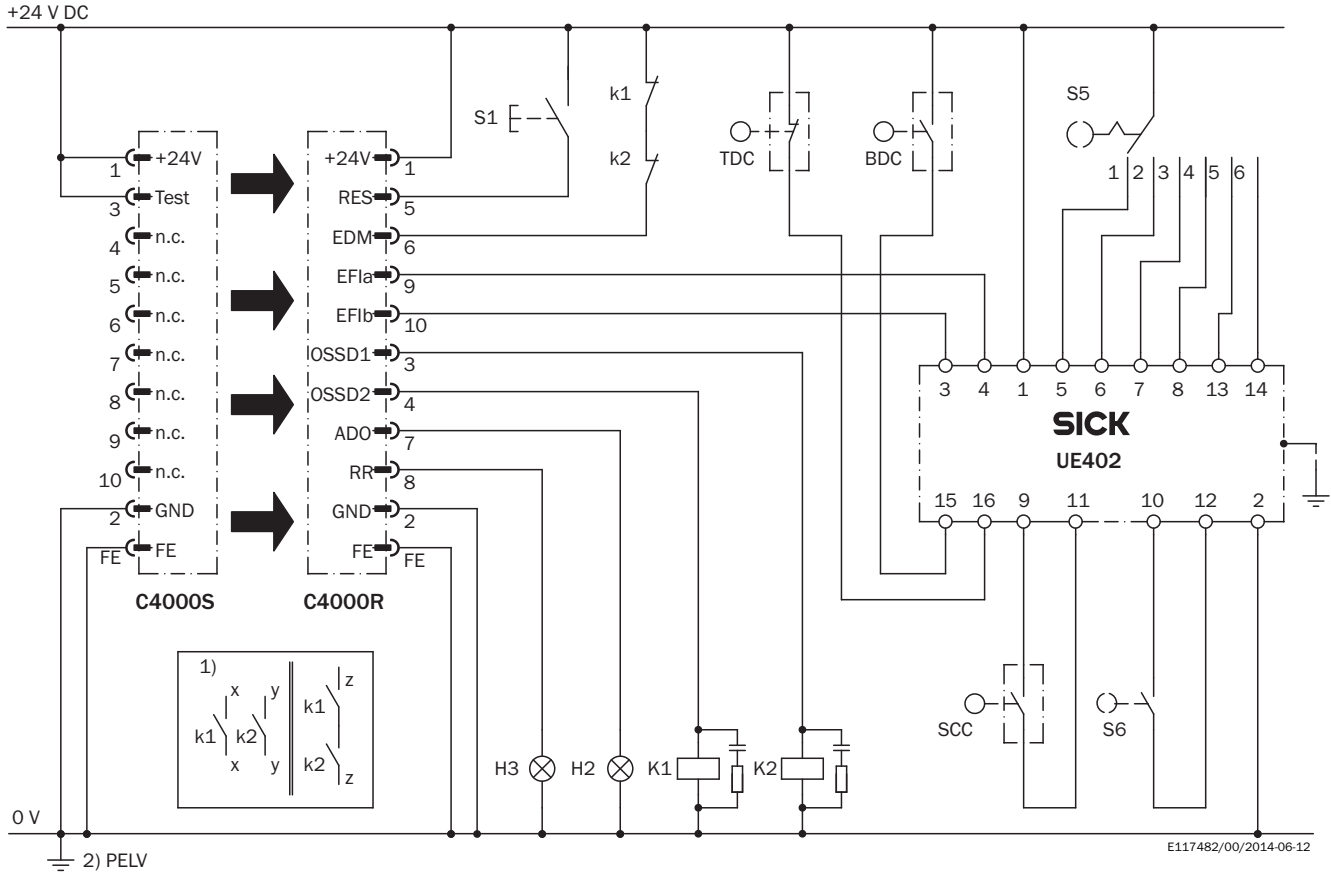 +24 V DC
S1
k1
k2
TDC
BDC
S5
1 2 3 4 5 6
1 +24V
3 Test
4 n.c.
5 n.c.
6 n.c.
7 n.c.
8 n.c.
9 n.c.
10 n.c.
2 GND
FE FE
C4000S
+24V 1
RES 5
EDM 6
EFIa 9
EFIb 10
OSSD1 3
OSSD2 4
ADO 7
RR 8
GND 2
FE FE
C4000R
3 4 1 5 6 7 8 13 14
SICK
UE402
15 16 9 11 10 12 2
1)
x y z
k1 k2 k1
x y k2 z
SCC
S6
H3 H2 K1 K2
0 V
2) PELV
E117482/00/2014-06-12